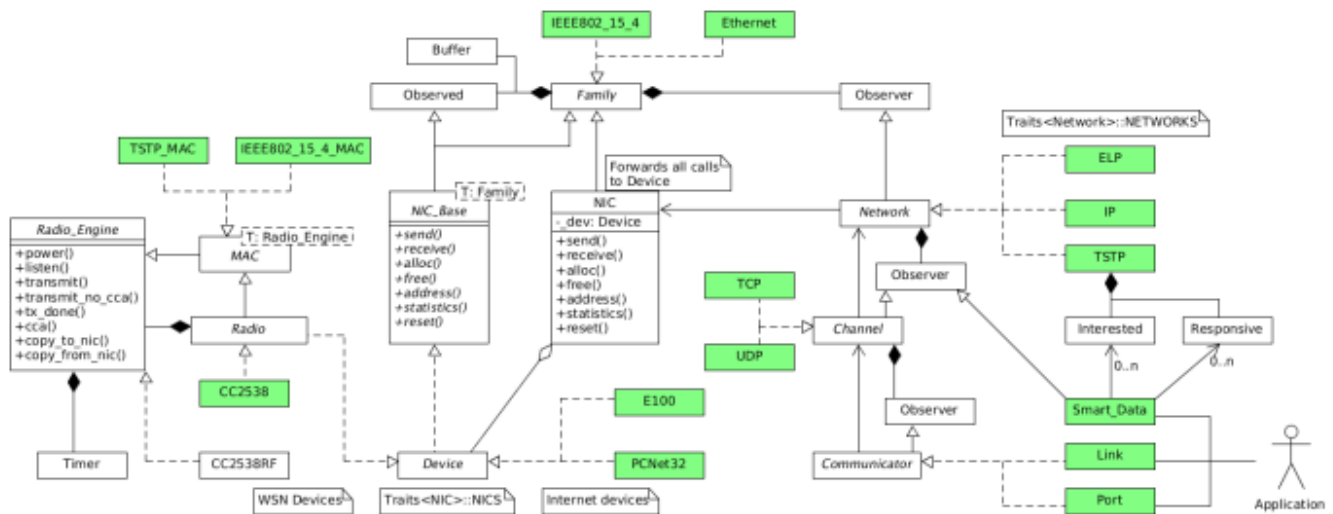 IEEE802_15_4
Ethernet
Buffer
Observed
Family
Observer
Traits<Network>::NETWORKS
TSTP_MAC
IEEE802_15_4_MAC
Forwards all calls
to Device
ELP
T: Family
NIC_Base
+send()
+receive()
+alloc()
+free()
+address()
+statistics()
+reset()
NIC
-_dev: Device
+send()
+receive()
+alloc()
+free()
+address()
+statistics()
+reset()
Network
IP
TSTP
Radio_Engine
+power()
+listen()
+transmit()
+transmit_no_cca()
+tx_done()
+cca()
+copy_to_nic()
+copy_from_nic()
T: Radio_Engine
MAC
Observer
TCP
Radio
Channel
Interested
Responsive
UDP
0..n
0..n
CC2538
E100
Observer
Smart_Data
Timer
CC2538RF
Device
PCNet32
Communicator
Link
WSN Devices
Traits<NIC>::NICS
Internet devices
Port
Application